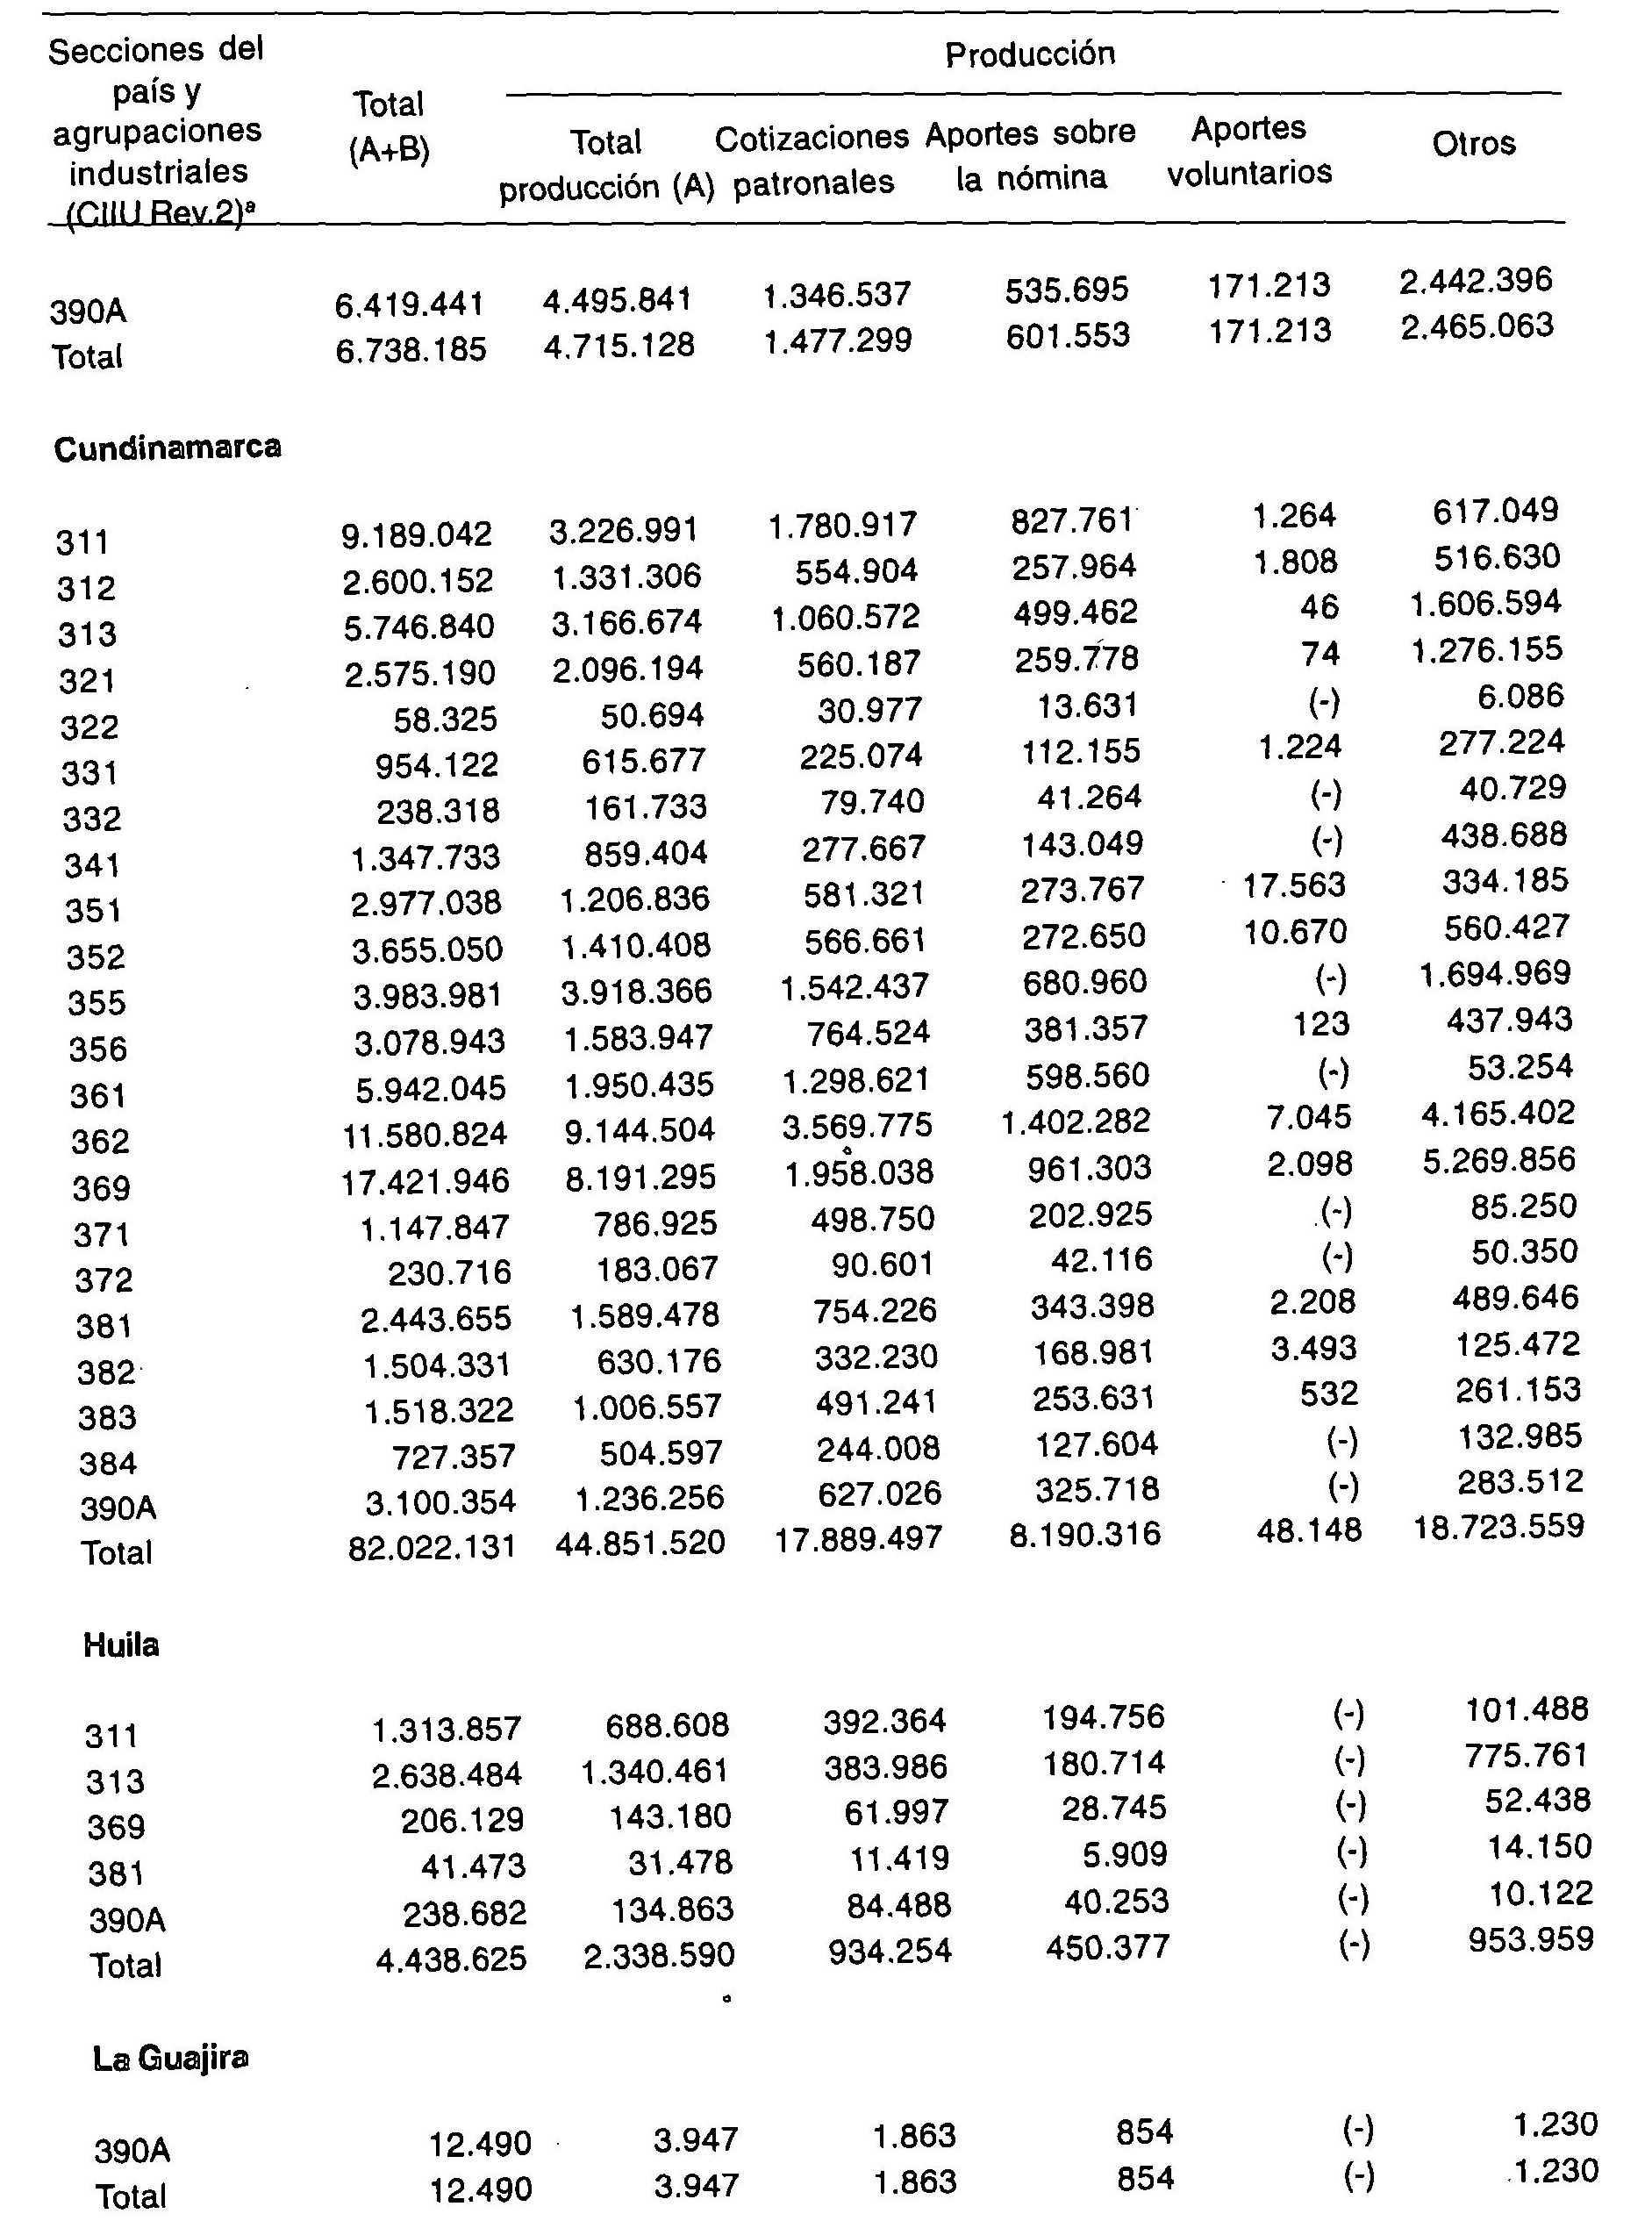 Secciones del país y agrupaciones industriales (CIIU Rev.2)ª Total (A+B) Producción
Total producción (A) Cotizaciones patronales Aportes sobre la nómina Aportes voluntarios Otros
390A 6.419.441 4.495.841 1.346.537 535.695 171.213 2.442.396
Total 6.738.185 4.715.128 1.477.299 601.553 171.213 2.465.063
Cundinamarca
311 9.189.042 3.226.991 1.780.917 827.761 1.264 617.049
312 2.600.152 1.331.306 554.904 257.964 1.808 516.630
313 5.746.840 3.166.674 1.060.572 499.462 46 1.606.594
321 2.575.190 2.096.194 560.187 259.778 74 1.276.155
322 58.325 50.694 30.977 13.631 (-) 6.086
331 954.122 615.677 225.074 112.155 1.224 277.224
332 238.318 161.733 79.740 41.264 (-) 40.729
341 1.347.733 859.404 277.667 143.049 (-) 438.688
351 2.977.038 1.206.836 581.321 273.767 17.563 334.185
352 3.655.050 1.410.408 566.661 272.650 10.670 560.427
355 3.983.981 3.918.366 1.542.437 680.960 (-) 1.694.969
356 3.078.943 1.583.947 764.524 381.357 123 437.943
361 5.942.045 1.950.435 1.298.621 598.560 (-) 53.254
362 11.580.824 9.144.504 3.569.775 1.402.282 7.045 4.165.402
369 17.421.946 8.191.295 1.958.038 961.303 2.098 5.269.856
371 1.147.847 786.925 498.750 202.925 (-) 85.250
372 230.716 183.067 90.601 42.116 (-) 50.350
381 2.443.655 1.589.478 754.226 343.398 2.208 489.646
382 1.504.331 630.176 332.230 168.981 3.493 125.472
383 1.518.322 1.006.557 491.241 253.631 532 261.153
384 727.357 504.597 244.008 127.604 (-) 132.985
390A 3.100.354 1.236.256 627.026 325.718 (-) 283.512
Total 82.022.131 44.851.520 17.889.497 8.190.316 48.148 18.723.559
Huila
311 1.313.857 688.608 392.364 194.756 (-) 101.488
313 2.638.484 1.340.461 383.986 180.714 (-) 775.761
369 206.129 143.180 61.997 28.745 (-) 52.438
381 41.473 31.478 11.419 5.909 (-) 14.150
390A 238.682 134.863 84.488 40.253 (-) 10.122
Total 4.438.625 2.338.590 934.254 450.377 (-) 953.959
La Guajira
390A 12.490 3.947 1.863 854 (-) 1.230
Total 12.490 3.947 1.863 854 (-) 1.230